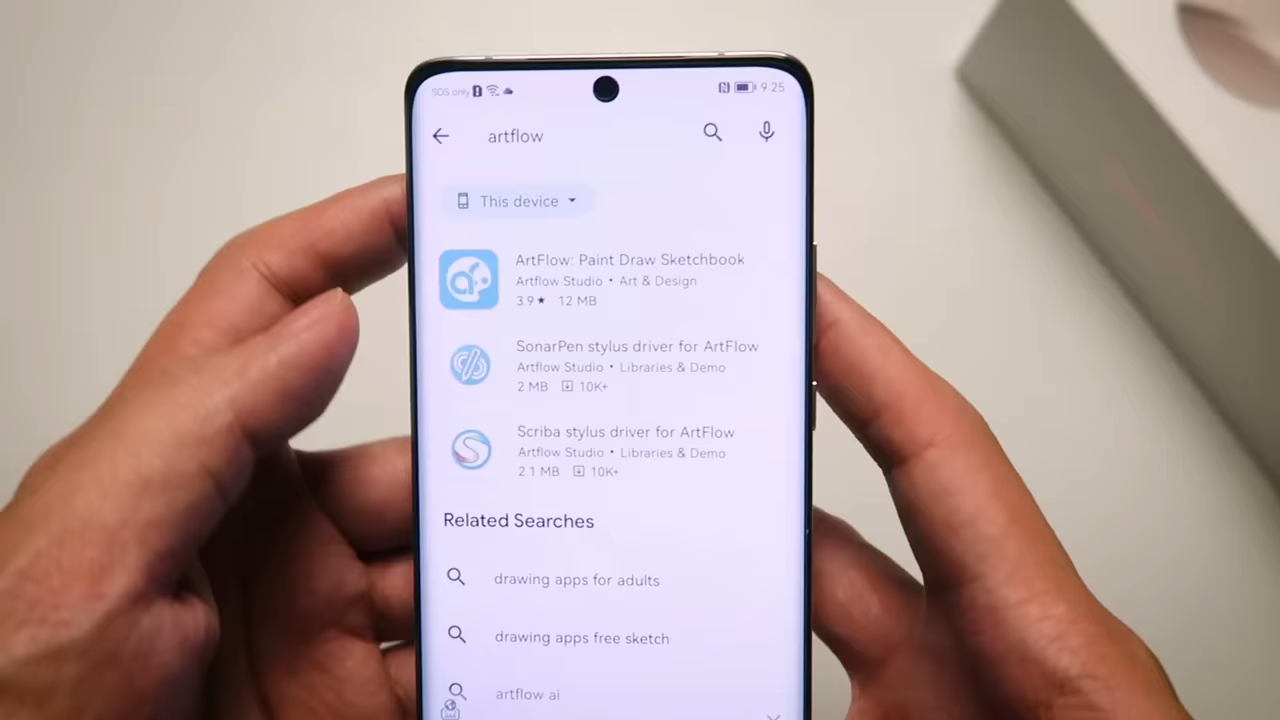 SOS only 9:25
artflow
This device
ArtFlow: Paint Draw Sketchbook
Artflow Studio • Art & Design
3.9★ 12 MB
SonarPen stylus driver for ArtFlow
Artflow Studio • Libraries & Demo
2 MB 10K+
Scriba stylus driver for ArtFlow
Artflow Studio • Libraries & Demo
2.1 MB 10K+
Related Searches
drawing apps for adults
drawing apps free sketch
artflow ai